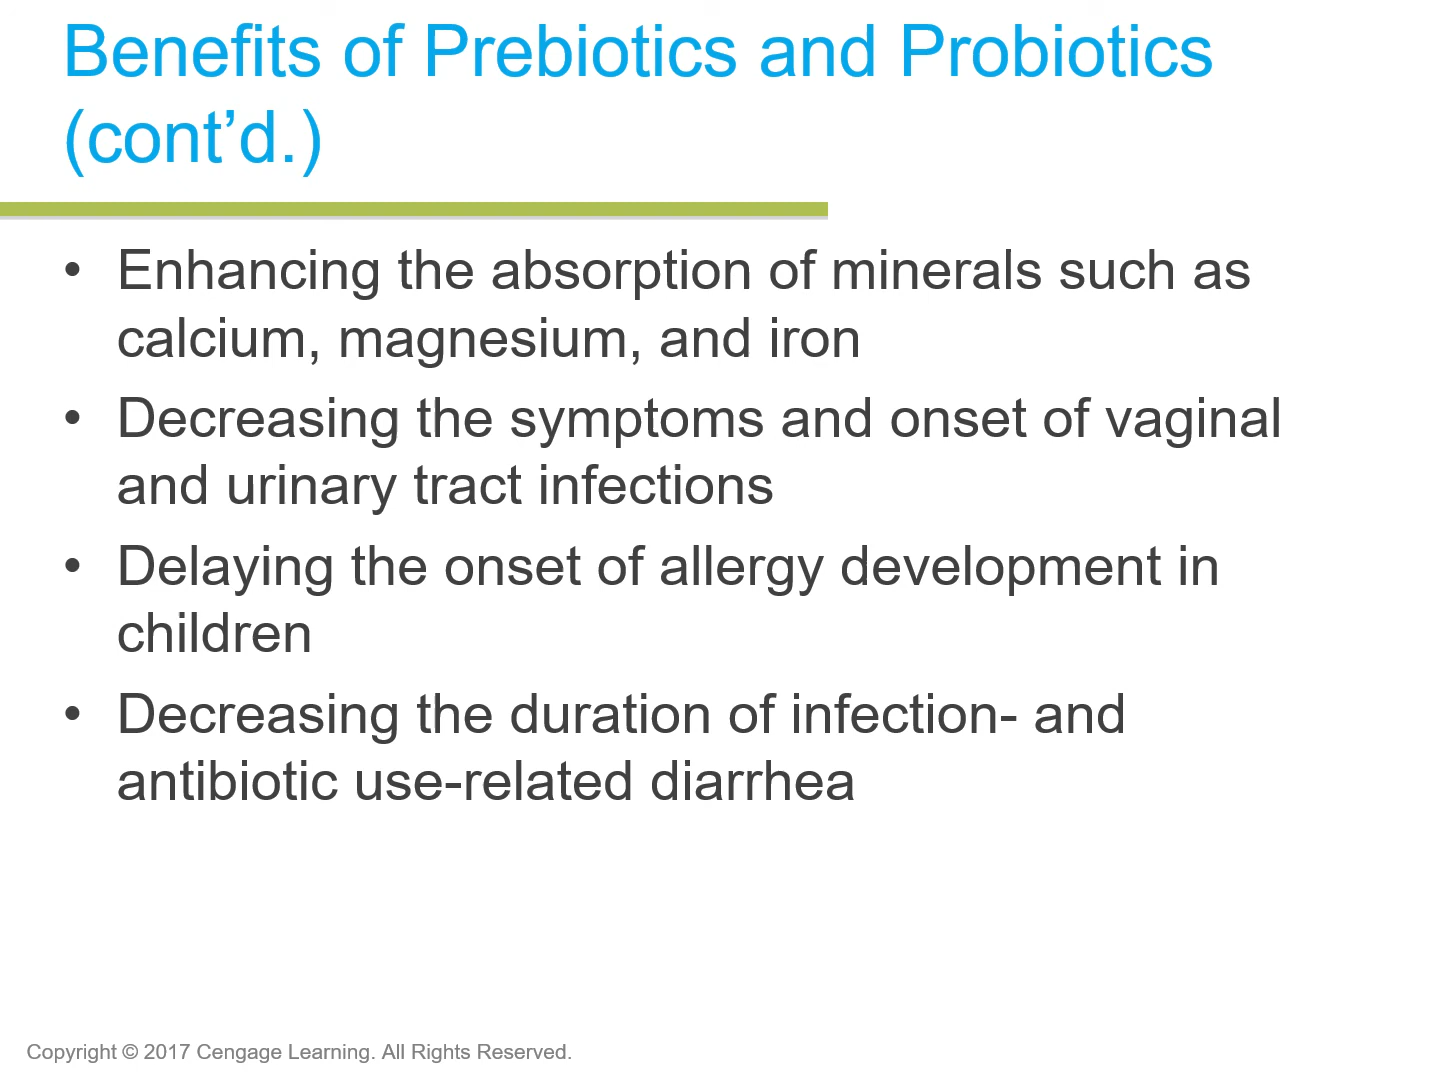 Benefits of Prebiotics and Probiotics
(cont’d.)
• Enhancing the absorption of minerals such as
calcium, magnesium, and iron
• Decreasing the symptoms and onset of vaginal
and urinary tract infections
• Delaying the onset of allergy development in
children
• Decreasing the duration of infection- and
antibiotic use-related diarrhea
Copyright © 2017 Cengage Learning. All Rights Reserved.